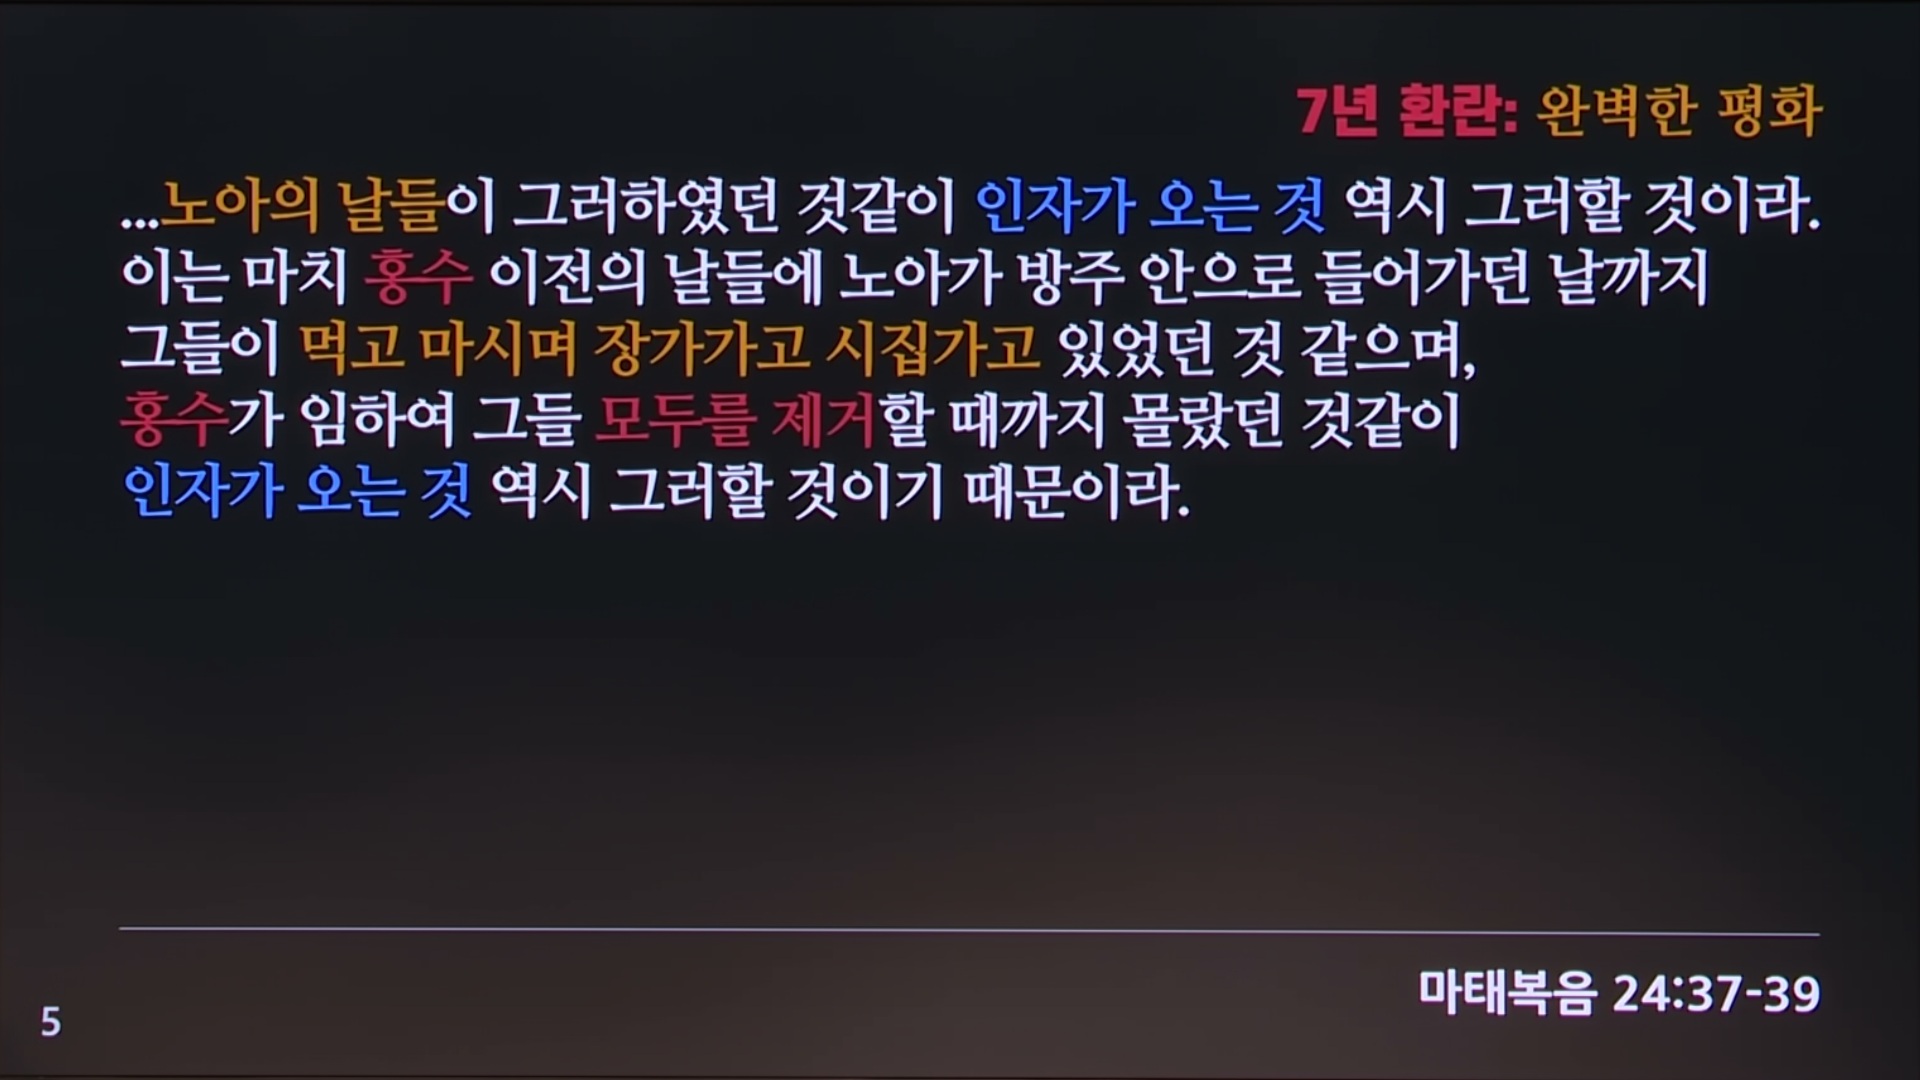 7년 환란: 완벽한 평화
...노아의 날들이 그러하였던 것같이 인자가 오는 것 역시 그러할 것이라.
이는 마치 홍수 이전의 날들에 노아가 방주 안으로 들어가던 날까지
그들이 먹고 마시며 장가가고 시집가고 있었던 것 같으며,
홍수가 임하여 그들 모두를 제거할 때까지 몰랐던 것같이
인자가 오는 것 역시 그러할 것이기 때문이라.
마태복음 24:37-39
5